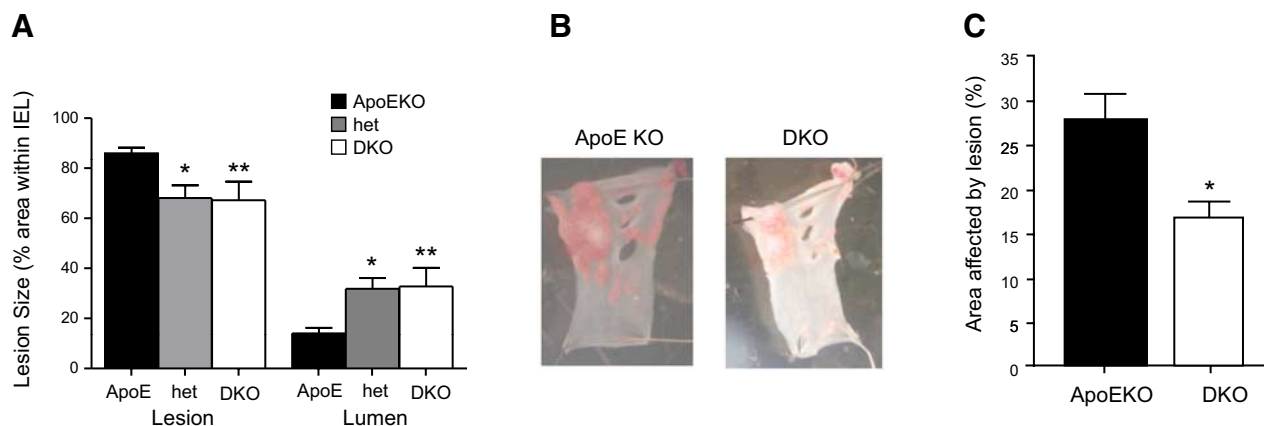 A
Lesion Size (% area within IEL)
100
80
60
40
20
0
ApoEKO
het
DKO
*
**
*
**
ApoE
het
DKO
ApoE
het
DKO
Lesion
Lumen
B
ApoE KO
DKO
C
Area affected by lesion (%)
35
30
25
20
15
10
5
0
*
ApoEKO
DKO